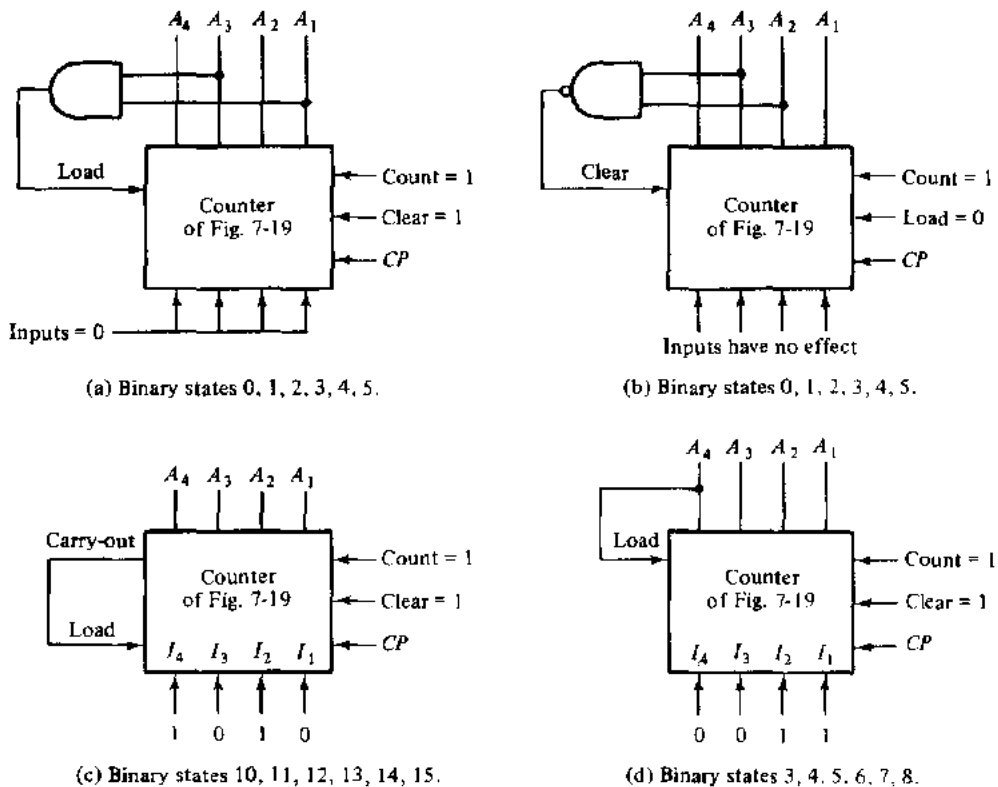 A4 A3 A2 A1
Load
Counter
of Fig. 7-19
Count = 1
Clear = 1
CP
Inputs = 0
(a) Binary states 0, 1, 2, 3, 4, 5.
A4 A3 A2 A1
Clear
Counter
of Fig. 7-19
Count = 1
Load = 0
CP
Inputs have no effect
(b) Binary states 0, 1, 2, 3, 4, 5.
A4 A3 A2 A1
Carry-out
Load
Counter
of Fig. 7-19
Count = 1
Clear = 1
CP
I4 I3 I2 I1
1 0 1 0
(c) Binary states 10, 11, 12, 13, 14, 15.
A4 A3 A2 A1
Load
Counter
of Fig. 7-19
Count = 1
Clear = 1
CP
I4 I3 I2 I1
0 0 1 1
(d) Binary states 3, 4, 5, 6, 7, 8.